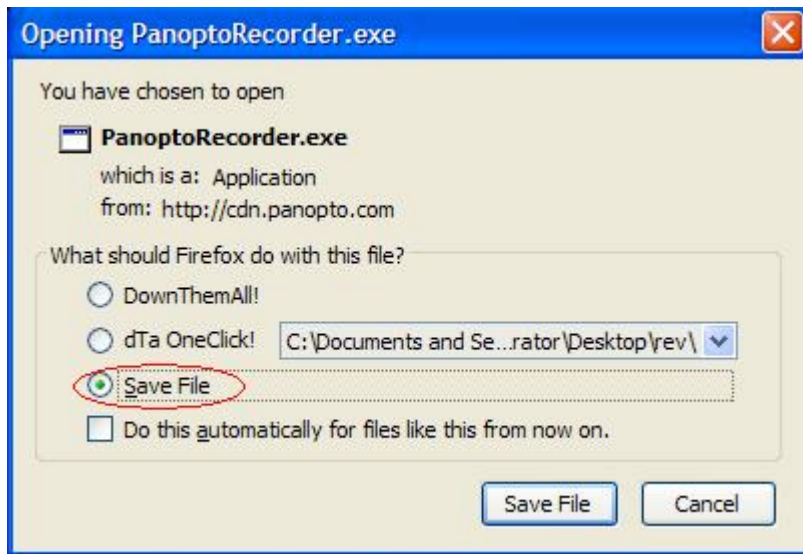 Opening PanoptoRecorder.exe
You have chosen to open
PanoptoRecorder.exe
which is a: Application
from: http://cdn.panopto.com
What should Firefox do with this file?
DownThemAll!
dTa OneClick! C:\Documents and Se...rator\Desktop\rev\
Save File
Do this automatically for files like this from now on.
Save File Cancel